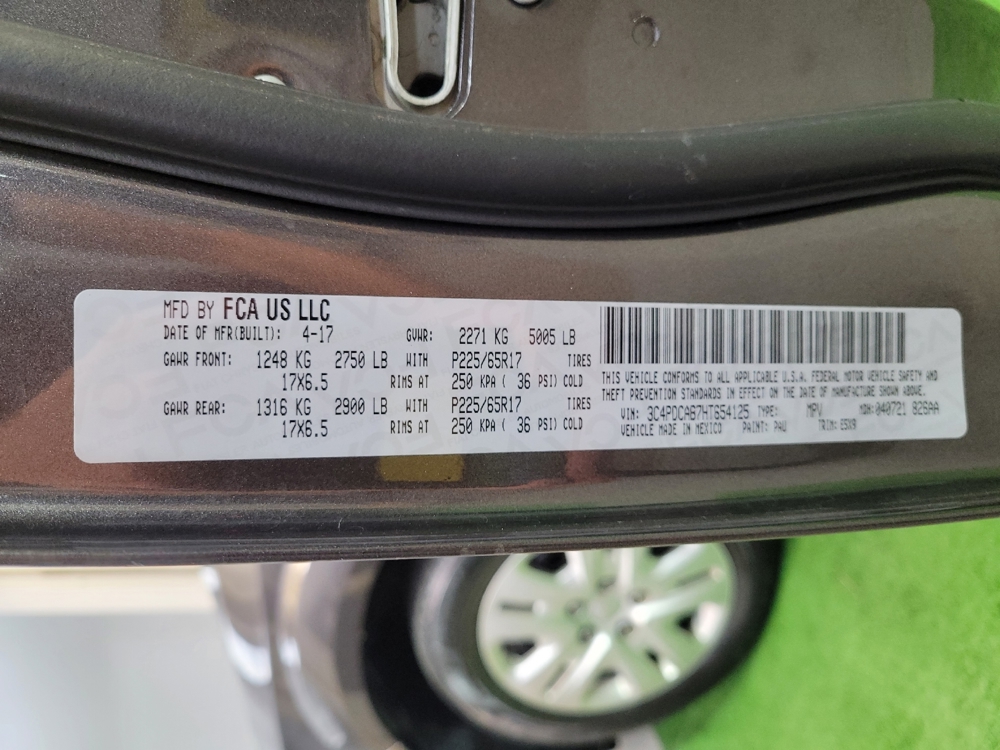 MFD BY FCA US LLC
DATE OF MFR(BUILT): 4-17 GVWR: 2271 KG 5005 LB
GAWR FRONT: 1248 KG 2750 LB WITH P225/65R17 TIRES
17X6.5 RIMS AT 250 KPA ( 36 PSI) COLD
GAWR REAR: 1316 KG 2900 LB WITH P225/65R17 TIRES
17X6.5 RIMS AT 250 KPA ( 36 PSI) COLD
THIS VEHICLE CONFORMS TO ALL APPLICABLE U.S.A. FEDERAL MOTOR VEHICLE SAFETY AND
THEFT PREVENTION STANDARDS IN EFFECT ON THE DATE OF MANUFACTURE SHOWN ABOVE.
VIN: 3C4PDCAB7HT654125 TYPE: MPV MDH: 040721 826AA
VEHICLE MADE IN MEXICO PAINT: PAU TRIM: E5X9